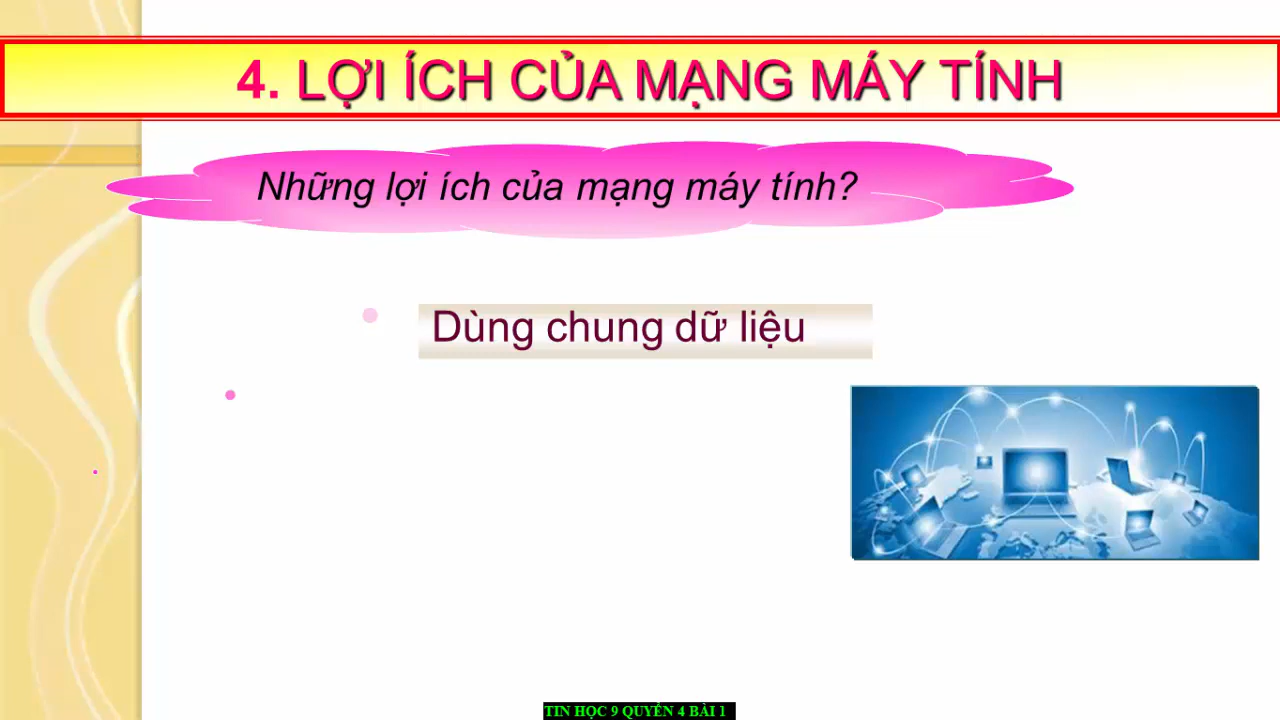 4. LỢI ÍCH CỦA MẠNG MÁY TÍNH
Những lợi ích của mạng máy tính?
Dùng chung dữ liệu
TIN HỌC 9 QUYỂN 4 BÀI 1